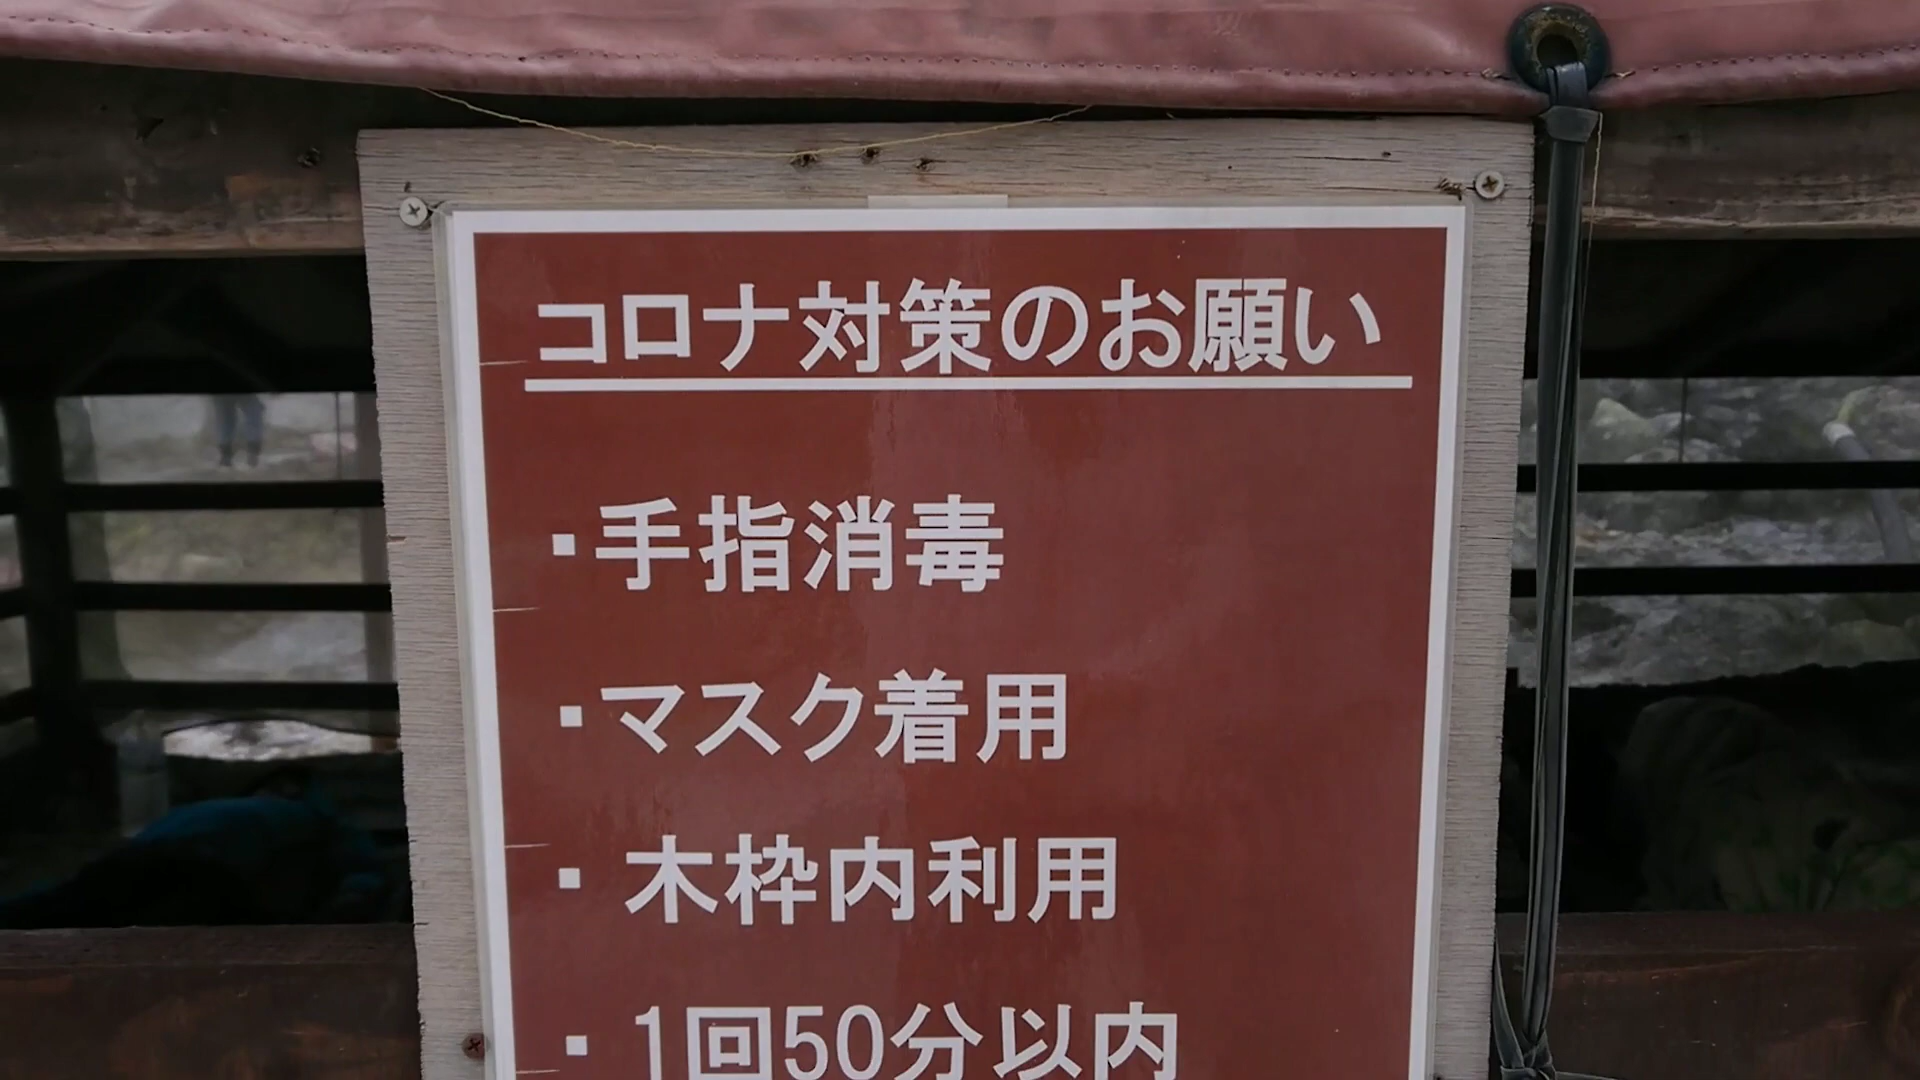 コロナ対策のお願い
・手指消毒
・マスク着用
・木枠内利用
・1回50分以内